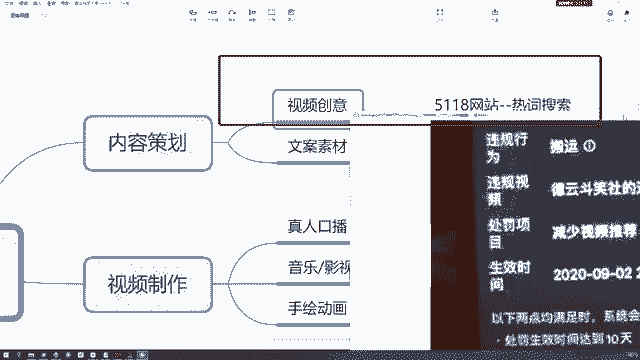 视频创意
5118网站--热词搜索
内容策划
文案素材
真人口播
视频制作
音乐/影视
手绘动画
违规行为
搬运
违规视频
德云斗笑社的
处罚项目
减少视频推荐
生效时间
2020-09-02 2
以下两点均满足时，系统会
· 处罚生效时间达到10天